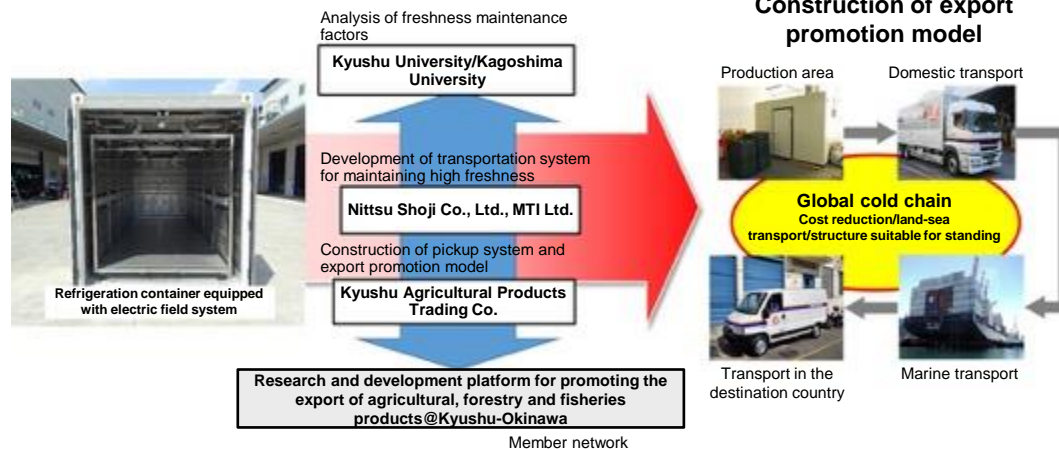 Analysis of freshness maintenance
factors
Kyushu University/Kagoshima
University
Development of transportation system
for maintaining high freshness
Nittsu Shoji Co., Ltd., MTI Ltd.
Construction of pickup system and
export promotion model
Kyushu Agricultural Products
Trading Co.
Refrigeration container equipped
with electric field system
Research and development platform for promoting the
export of agricultural, forestry and fisheries
products@Kyushu-Okinawa
Member network
Construction of export
promotion model
Production area
Domestic transport
Global cold chain
Cost reduction/land-sea
transport/structure suitable for standing
Transport in the
destination country
Marine transport